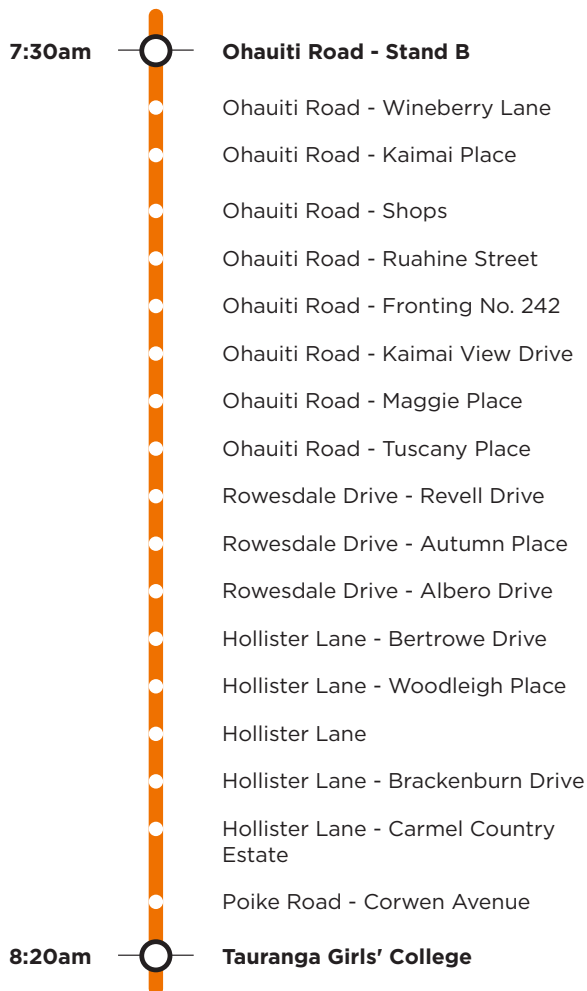 7:30am Ohauiti Road - Stand B
Ohauiti Road - Wineberry Lane
Ohauiti Road - Kaimai Place
Ohauiti Road - Shops
Ohauiti Road - Ruahine Street
Ohauiti Road - Fronting No. 242
Ohauiti Road - Kaimai View Drive
Ohauiti Road - Maggie Place
Ohauiti Road - Tuscany Place
Rowesdale Drive - Revell Drive
Rowesdale Drive - Autumn Place
Rowesdale Drive - Albero Drive
Hollister Lane - Bertrowe Drive
Hollister Lane - Woodleigh Place
Hollister Lane
Hollister Lane - Brackenburn Drive
Hollister Lane - Carmel Country
Estate
Poike Road - Corwen Avenue
8:20am Tauranga Girls' College